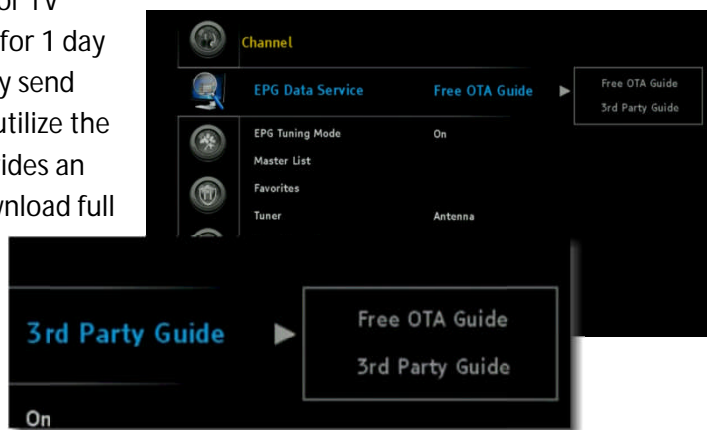 or TV
for 1 day
y send
utilize the
ides an
wnload full
Channel
EPG Data Service Free OTA Guide ▶ Free OTA Guide
3rd Party Guide
EPG Tuning Mode On
Master List
Favorites
Tuner Antenna
3rd Party Guide ▶ Free OTA Guide
3rd Party Guide
On